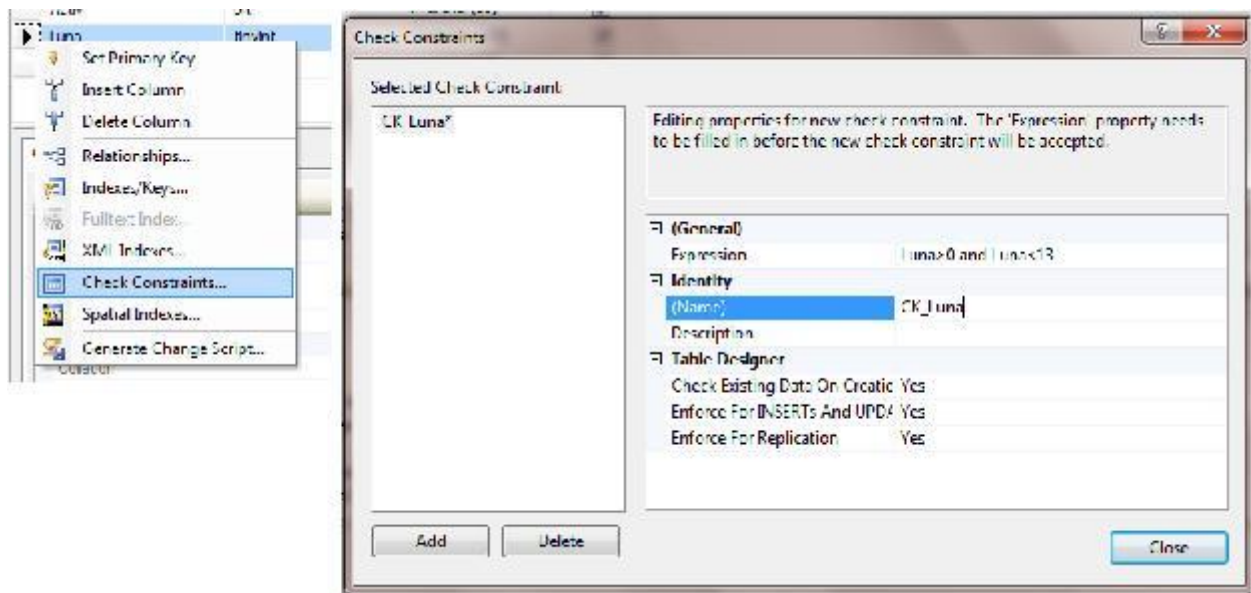 Luna tinyint
Set Primary Key
Insert Column
Delete Column
Relationships...
Indexes/Keys...
Fulltext Index...
XML Indexes...
Check Constraints...
Spatial Indexes...
Generate Change Script...
Collation
Check Constraints
Selected Check Constraint:
CK_Luna*
Editing properties for new check constraint. The 'Expression' property needs
to be filled in before the new check constraint will be accepted.
(General)
Expression Luna>0 and Luna<13
Identity
(Name) CK_Luna
Description
Table Designer
Check Existing Data On Creatio Yes
Enforce For INSERTs And UPDA Yes
Enforce For Replication Yes
Add Delete
Close